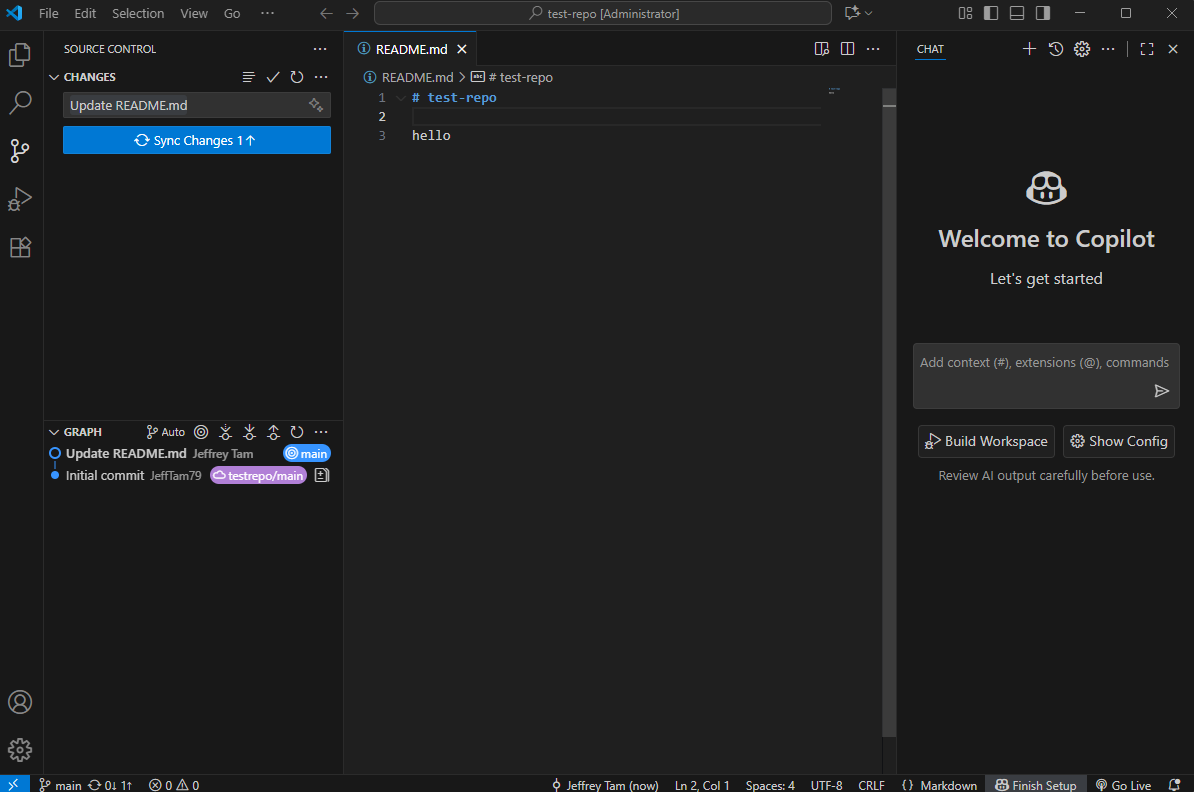 File Edit Selection View Go ··· test-repo [Administrator]
SOURCE CONTROL
CHANGES
Update README.md
Sync Changes 1↑
GRAPH Auto
Update README.md Jeffrey Tam main
Initial commit JeffTam79 testrepo/main
README.md
README.md > # test-repo
1 # test-repo
2
3 hello
CHAT
Welcome to Copilot
Let's get started
Add context (#), extensions (@), commands
Build Workspace Show Config
Review AI output carefully before use.
main 0↓ 1↑ 0 0 Jeffrey Tam (now) Ln 2, Col 1 Spaces: 4 UTF-8 CRLF {} Markdown Finish Setup Go Live